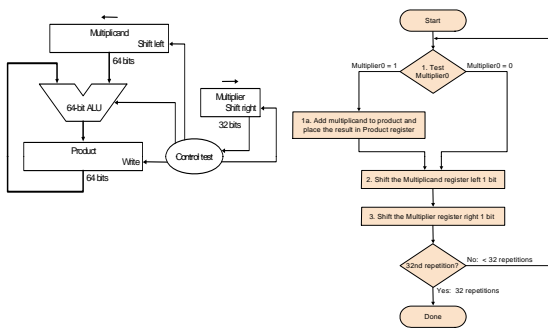 Multiplicand
Shift left
64 bits
64-bit ALU
Multiplier
Shift right
32 bits
Product
Write
Control test
64 bits
Start
Multiplier0 = 1
1. Test
Multiplier0
Multiplier0 = 0
1a. Add multiplicand to product and
place the result in Product register
2. Shift the Multiplicand register left 1 bit
3. Shift the Multiplier register right 1 bit
32nd repetition?
No: < 32 repetitions
Yes: 32 repetitions
Done